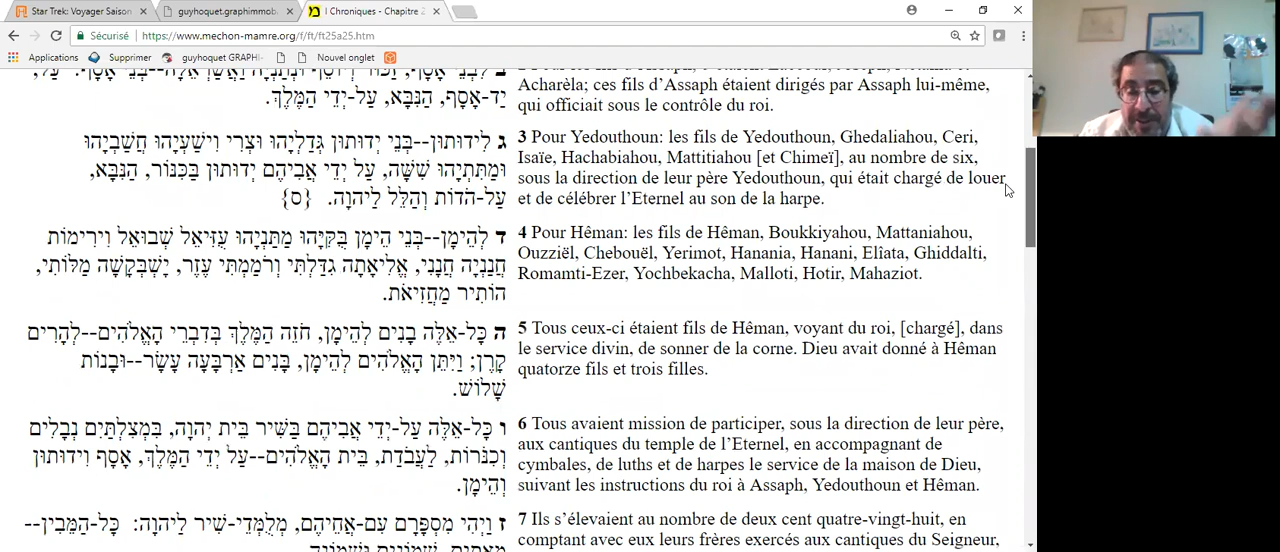 Star Trek: Voyager Saison
guyhoquet.graphimmob
I Chroniques - Chapitre 2
Sécurisé
https://www.mechon-mamre.org/f/ft/ft25a25.htm
Applications
Supprimer
guyhoquet GRAPHI-
Nouvel onglet
יַד-אָסָף, הַנִּבָּא, עַל-יְדֵי הַמֶּלֶךְ.
Acharèla; ces fils d’Assaph étaient dirigés par Assaph lui-même,
qui officiait sous le contrôle du roi.
ג לִידוּתוּן--בְּנֵי יְדוּתוּן גְּדַלְיָהוּ וּצְרִי וִישַׁעְיָהוּ חֲשַׁבְיָהוּ
וּמַתִּתְיָהוּ שִׁשָּׁה, עַל יְדֵי אֲבִיהֶם יְדוּתוּן בַּכִּנּוֹר, הַנִּבָּא,
עַל-הֹדוֹת וְהַלֵּל לַיהוָה. {ס}
3 Pour Yedouthoun: les fils de Yedouthoun, Ghedaliahou, Ceri,
Isaïe, Hachabiahou, Mattitiahou [et Chimeï], au nombre de six,
sous la direction de leur père Yedouthoun, qui était chargé de louer
et de célébrer l’Eternel au son de la harpe.
ד לְהֵימָן--בְּנֵי הֵימָן בֻּקִּיָּהוּ מַתַּנְיָהוּ עֻזִּיאֵל שְׁבוּאֵל וִירִימוֹת
חֲנַנְיָה חֲנָנִי, אֱלִיאָתָה גִדַּלְתִּי וְרֹמַמְתִּי עֶזֶר, יָשְׁבְּקָשָׁה מַלּוֹתִי,
הוֹתִיר מַחֲזִיאֹת.
4 Pour Hêman: les fils de Hêman, Boukkiyahou, Mattaniahou,
Ouzziël, Chebouël, Yerimot, Hanania, Hanani, Elîata, Ghiddalti,
Romamti-Ezer, Yochbekacha, Malloti, Hotir, Mahaziot.
ה כָּל-אֵלֶּה בָנִים לְהֵימָן, חֹזֵה הַמֶּלֶךְ בְּדִבְרֵי הָאֱלֹהִים--לְהָרִים
קָרֶן; וַיִּתֵּן הָאֱלֹהִים לְהֵימָן, בָּנִים אַרְבָּעָה עָשָׂר--וּבָנוֹת
שָׁלוֹשׁ.
5 Tous ceux-ci étaient fils de Hêman, voyant du roi, [chargé], dans
le service divin, de sonner de la corne. Dieu avait donné à Hêman
quatorze fils et trois filles.
ו כָּל-אֵלֶּה עַל-יְדֵי אֲבִיהֶם בַּשִּׁיר בֵּית יְהוָה, בִּמְצִלְתַּיִם נְבָלִים
וְכִנֹּרוֹת, לַעֲבֹדַת, בֵּית הָאֱלֹהִים--עַל יְדֵי הַמֶּלֶךְ, אָסָף וִידוּתוּן
וְהֵימָן.
6 Tous avaient mission de participer, sous la direction de leur père,
aux cantiques du temple de l’Eternel, en accompagnant de
cymbales, de luths et de harpes le service de la maison de Dieu,
suivant les instructions du roi à Assaph, Yedouthoun et Hêman.
ז וַיְהִי מִסְפָּרָם עִם-אֲחֵיהֶם, מְלֻמְּדֵי-שִׁיר לַיהוָה: כָּל-הַמֵּבִין--
7 Ils s’élevaient au nombre de deux cent quatre-vingt-huit, en
comptant avec eux leurs frères exercés aux cantiques du Seigneur,